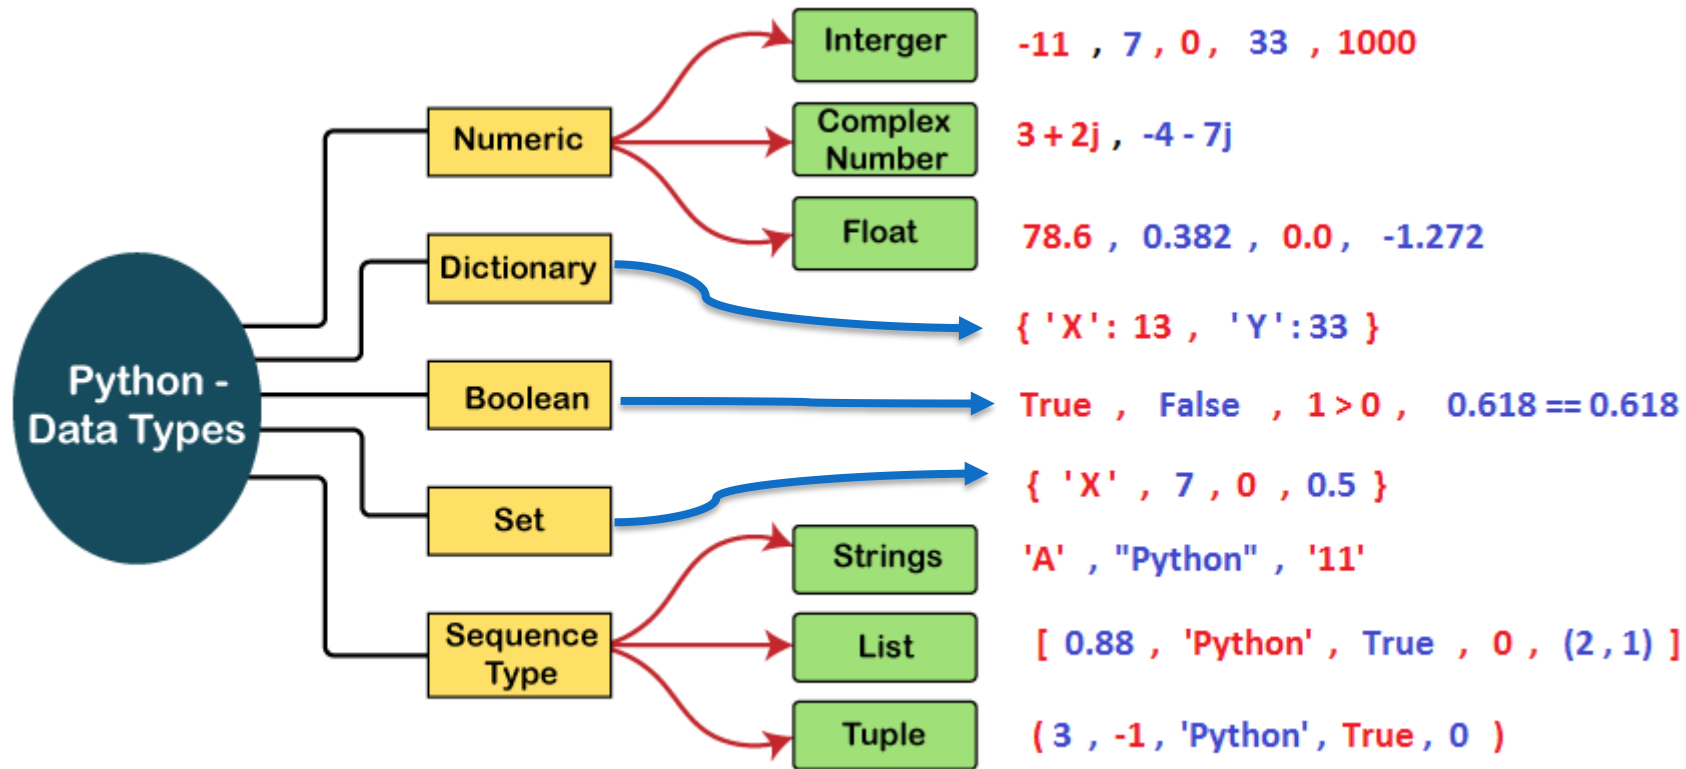 Python -
Data Types
Numeric
Interger
-11 , 7 , 0 , 33 , 1000
Complex
Number
3 + 2j , -4 - 7j
Float
78.6 , 0.382 , 0.0 , -1.272
Dictionary
{ 'X' : 13 , 'Y' : 33 }
Boolean
True , False , 1 > 0 , 0.618 == 0.618
Set
{ 'X' , 7 , 0 , 0.5 }
Sequence
Type
Strings
'A' , "Python" , '11'
List
[ 0.88 , 'Python' , True , 0 , (2 , 1) ]
Tuple
( 3 , -1 , 'Python' , True , 0 )